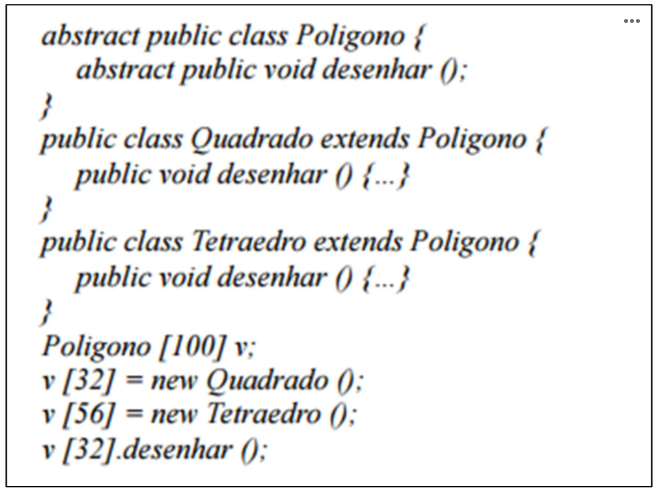 abstract public class Poligono {
abstract public void desenhar ();
}
public class Quadrado extends Poligono {
public void desenhar () {...}
}
public class Tetraedro extends Poligono {
public void desenhar () {...}
}
Poligono [100] v;
v [32] = new Quadrado ();
v [56] = new Tetraedro ();
v [32].desenhar ();